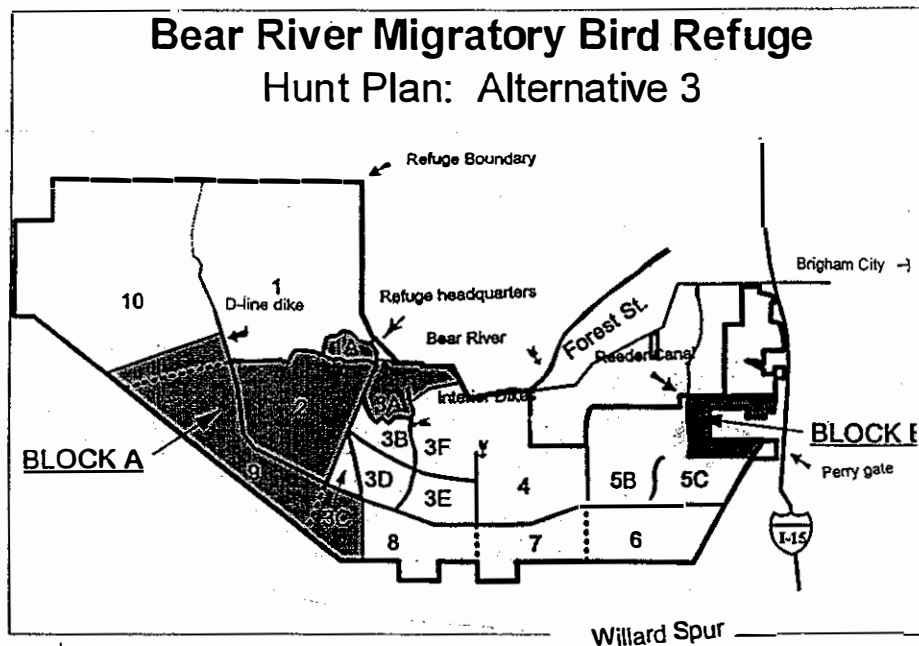 Bear River Migratory Bird Refuge
Hunt Plan: Alternative 3
Refuge Boundary
Brigham City
10
1
D-line dike
Refuge headquarters
Bear River
Forest St.
Reeder Canal
2
3A
Interior Dikes
3B
3F
BLOCK A
BLOCK B
Perry gate
9
3D
3E
4
5B
5C
3C
8
7
6
I-15
Willard Spur